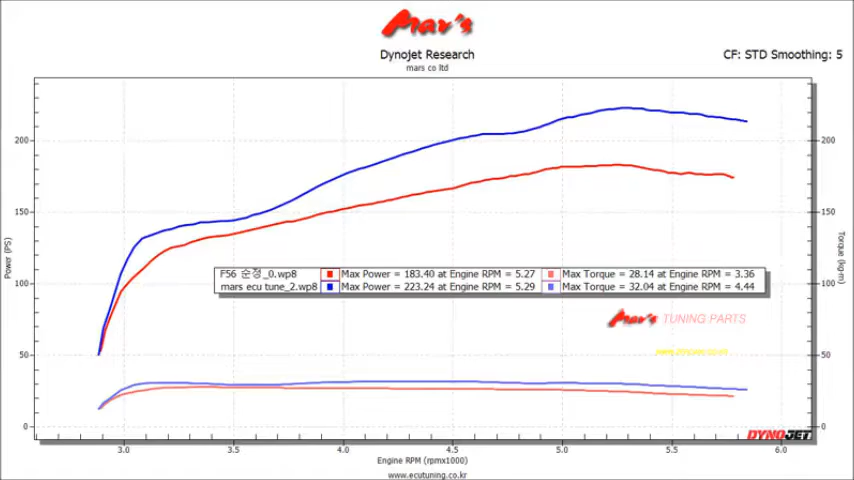 Mars
Dynojet Research
mars co ltd
CF: STD Smoothing: 5
200
150
100
50
0
Power (PS)
200
150
100
50
0
Torque (kg-m)
F56 순정_0.wp8 Max Power = 183.40 at Engine RPM = 5.27 Max Torque = 28.14 at Engine RPM = 3.36
mars ecu tune_2.wp8 Max Power = 223.24 at Engine RPM = 5.29 Max Torque = 32.04 at Engine RPM = 4.44
Mars TUNING PARTS
DYNOJET
3.0 3.5 4.0 4.5 5.0 5.5 6.0
Engine RPM (rpmx1000)
www.ecutuning.co.kr